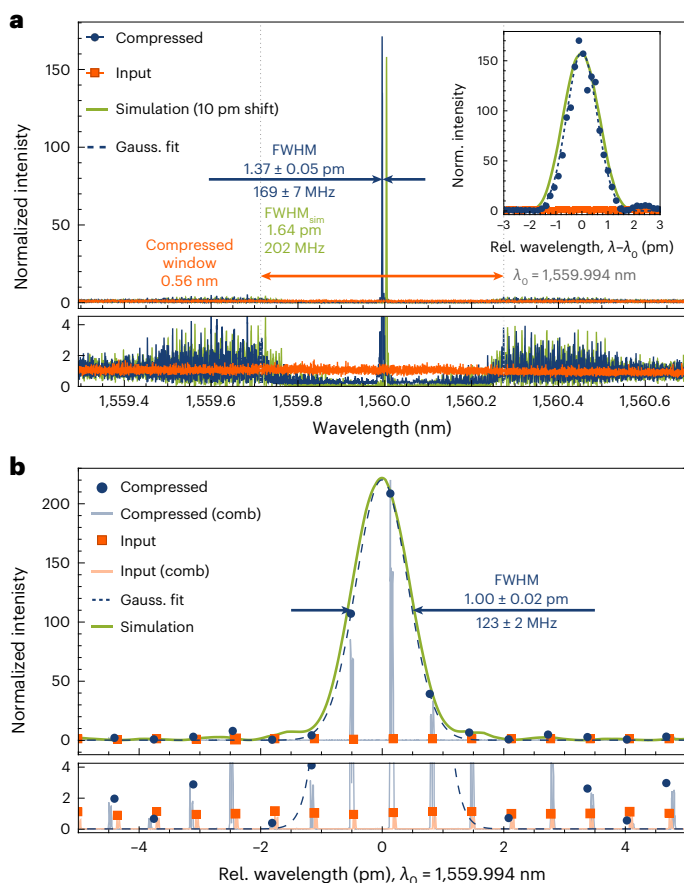 a
Compressed
Input
Simulation (10 pm shift)
Gauss. fit
Normalized intenisty
200
150
100
50
0
FWHM
1.37 ± 0.05 pm
169 ± 7 MHz
FWHM_sim
1.64 pm
202 MHz
Compressed
window
0.56 nm
λ0 = 1,559.994 nm
Norm. intensity
150
100
50
0
−3 −2 −1 0 1 2 3
Rel. wavelength, λ–λ0 (pm)
4
2
0
1,559.4 1,559.6 1,559.8 1,560.0 1,560.2 1,560.4 1,560.6
Wavelength (nm)
b
Compressed
Compressed (comb)
Input
Input (comb)
Gauss. fit
Simulation
Normalized intenisty
200
150
100
50
0
FWHM
1.00 ± 0.02 pm
123 ± 2 MHz
4
2
0
−4 −2 0 2 4
Rel. wavelength (pm), λ0 = 1,559.994 nm